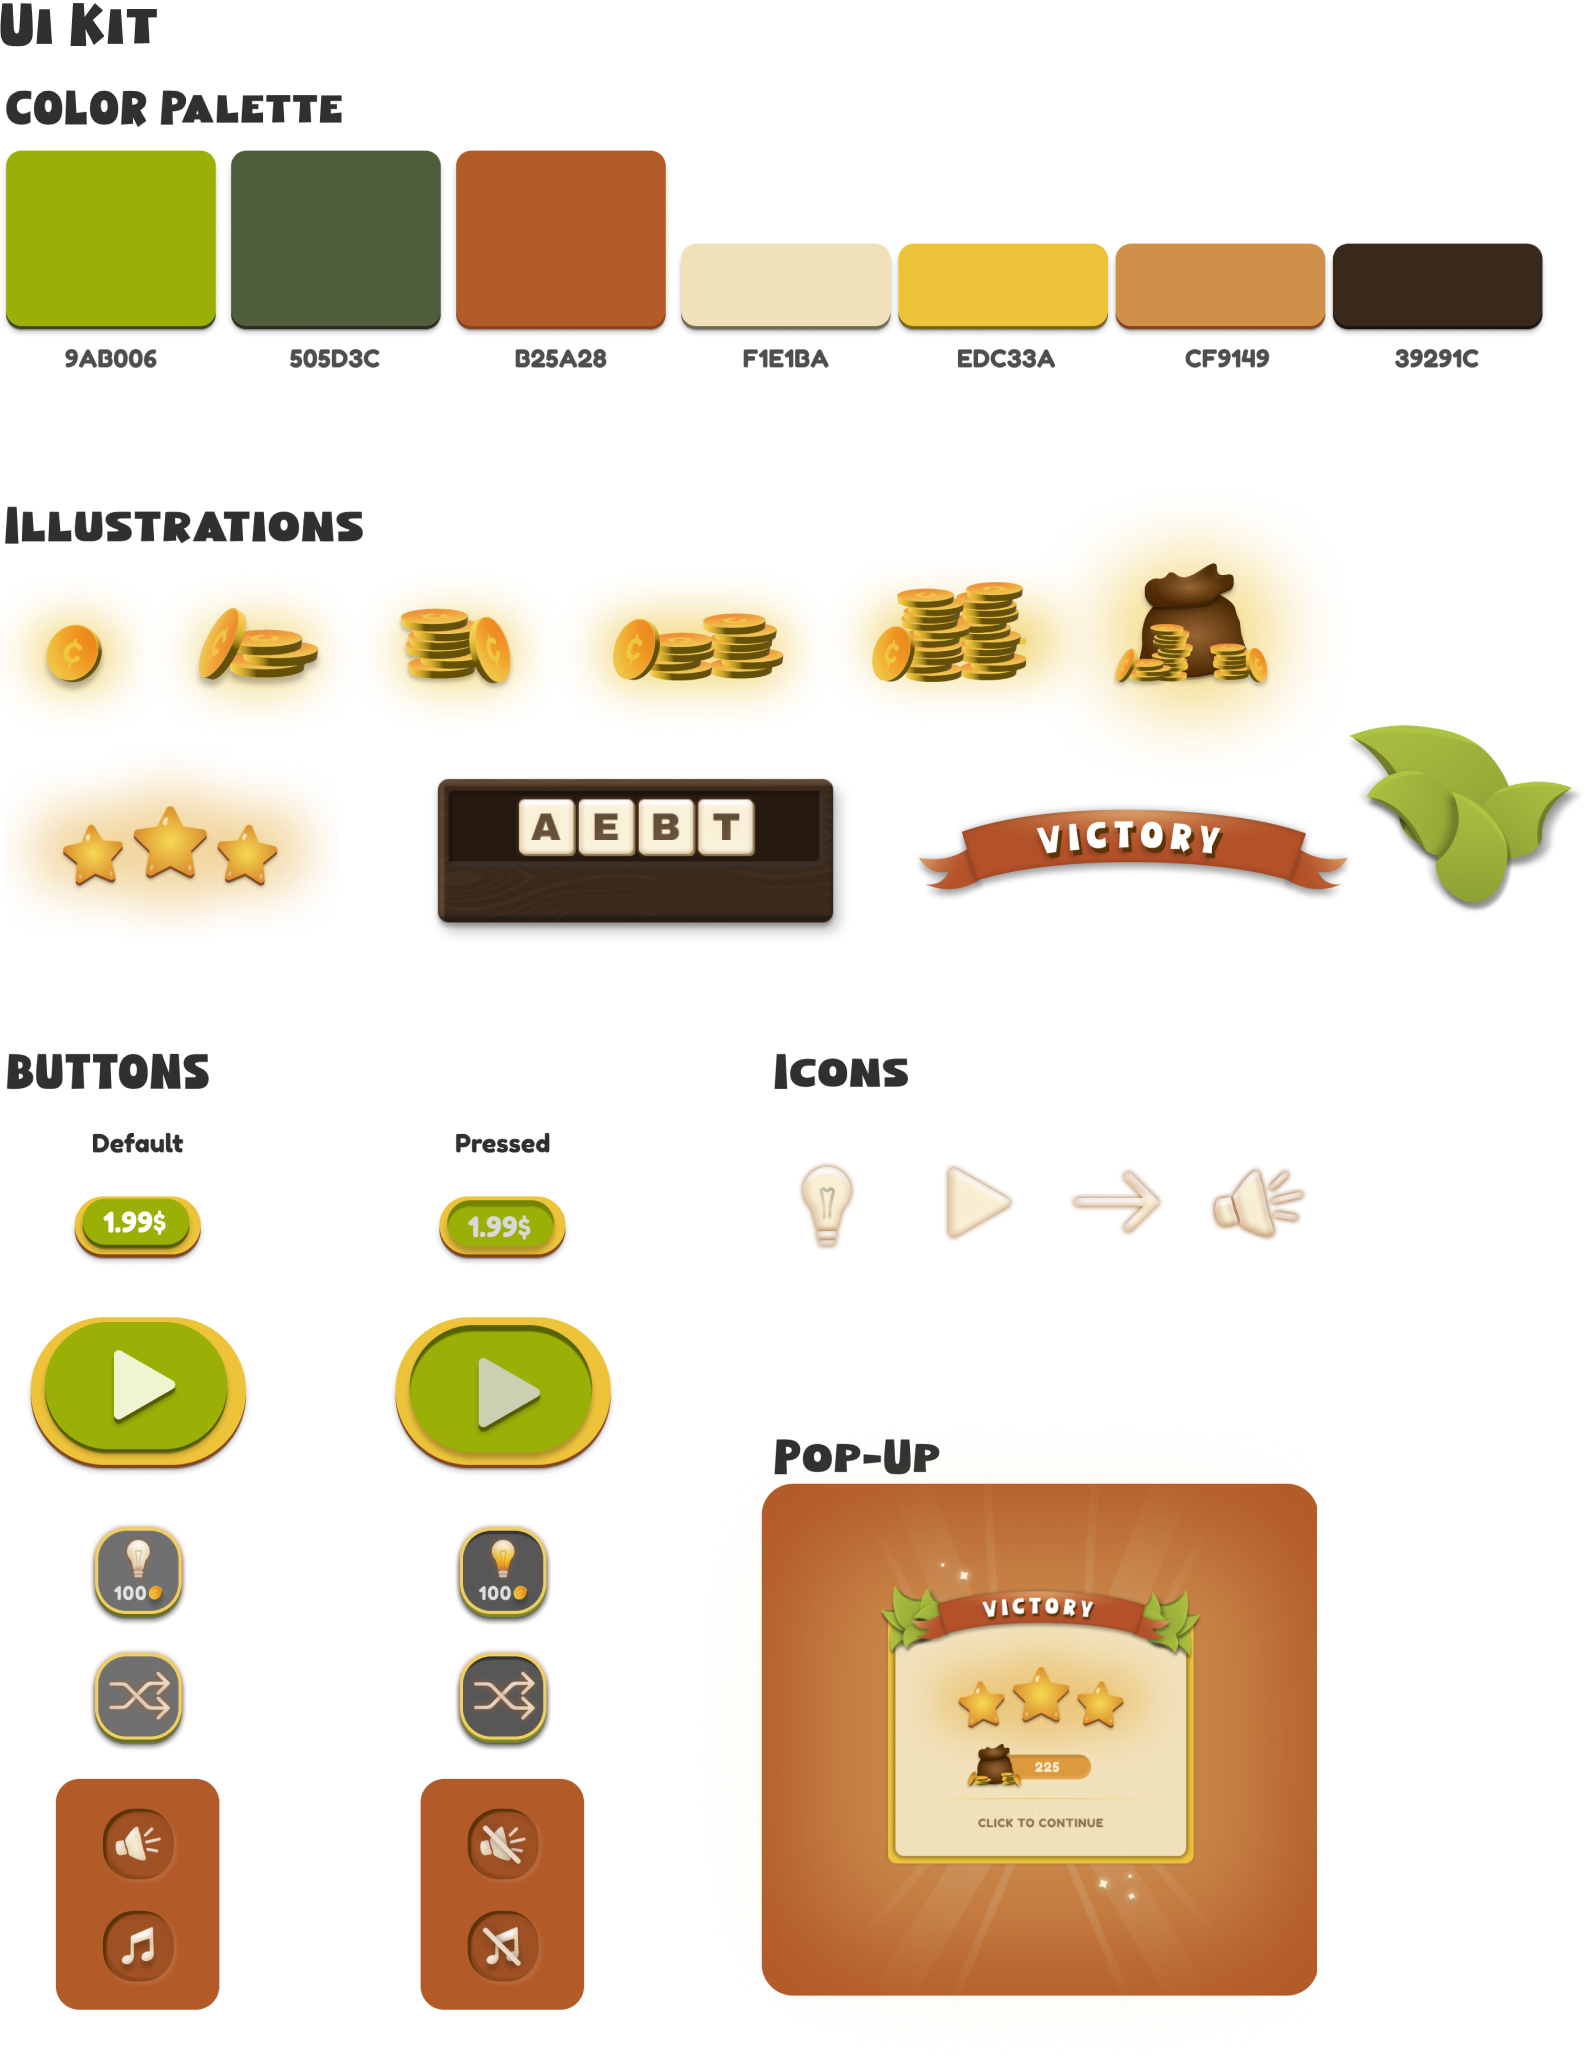 Ui Kit
COLOR Palette
9AB006
505D3C
B25A28
F1E1BA
EDC33A
CF9149
39291C
Illustrations
A E B T
VICTORY
BUTTONS
Icons
Default
Pressed
1.99$
1.99$
Pop-Up
100
100
VICTORY
225
CLICK TO CONTINUE